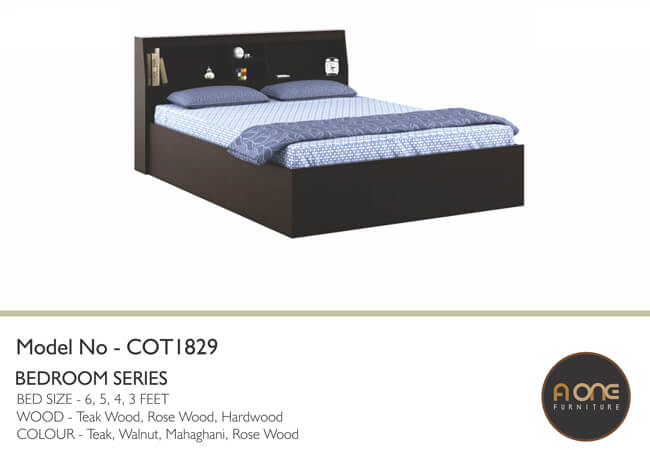 Model No - COT1829
BEDROOM SERIES
BED SIZE - 6, 5, 4, 3 FEET
WOOD - Teak Wood, Rose Wood, Hardwood
COLOUR - Teak, Walnut, Mahaghani, Rose Wood
A ONE
FURNITURE